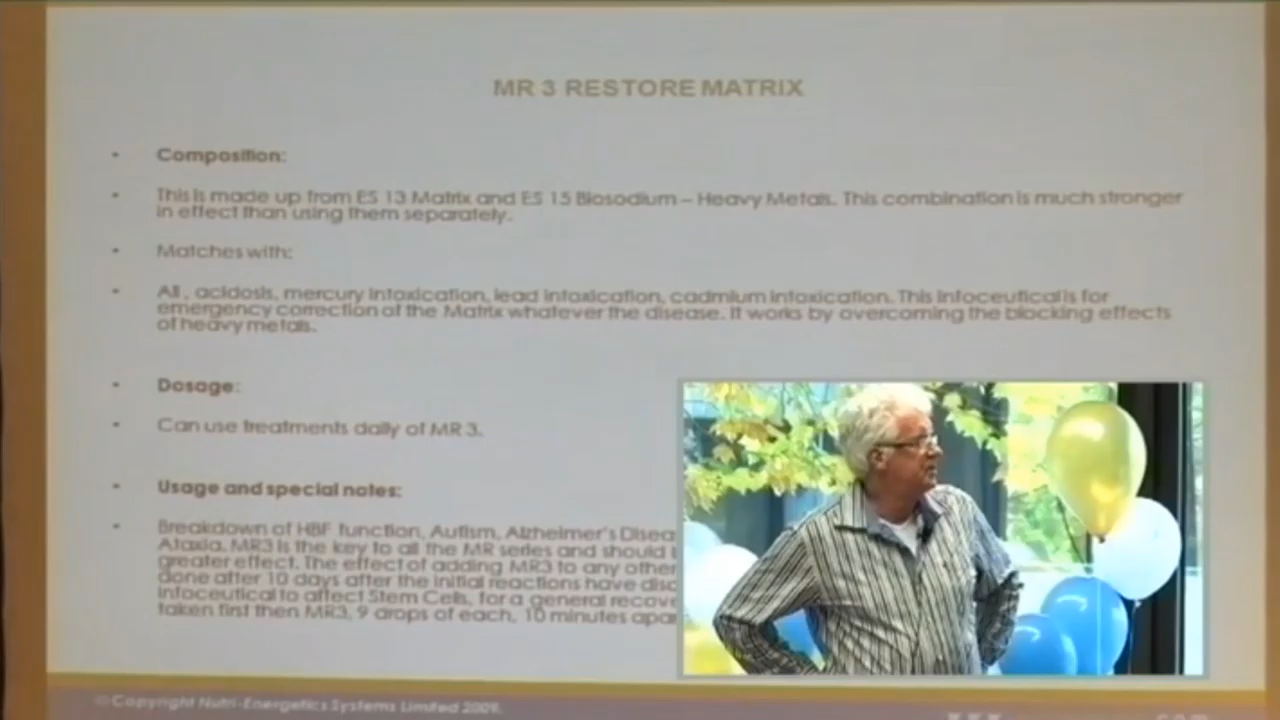 MR 3 RESTORE MATRIX
• Composition:
• This is made up from ES 13 Matrix and ES 15 Biosodium – Heavy Metals. This combination is much stronger
in effect than using them separately.
• Matches with:
• All , acidosis, mercury intoxication, lead intoxication, cadmium intoxication. This Infoceutical is for
emergency correction of the Matrix whatever the disease. It works by overcoming the blocking effects
of heavy metals.
• Dosage:
• Can use treatments daily of MR 3.
• Usage and special notes:
• Breakdown of HBF function, Autism, Alzheimer's
Ataxia. MR3 is the key to all the MR series and should
greater effect. The effect of adding MR3 to any other
done after 10 days after the initial reactions have
Infoceutical to affect Stem Cells, for a general
taken first then MR3, 9 drops of each, 10 minutes
©Copyright Nutri-Energetics Systems Limited 2009.